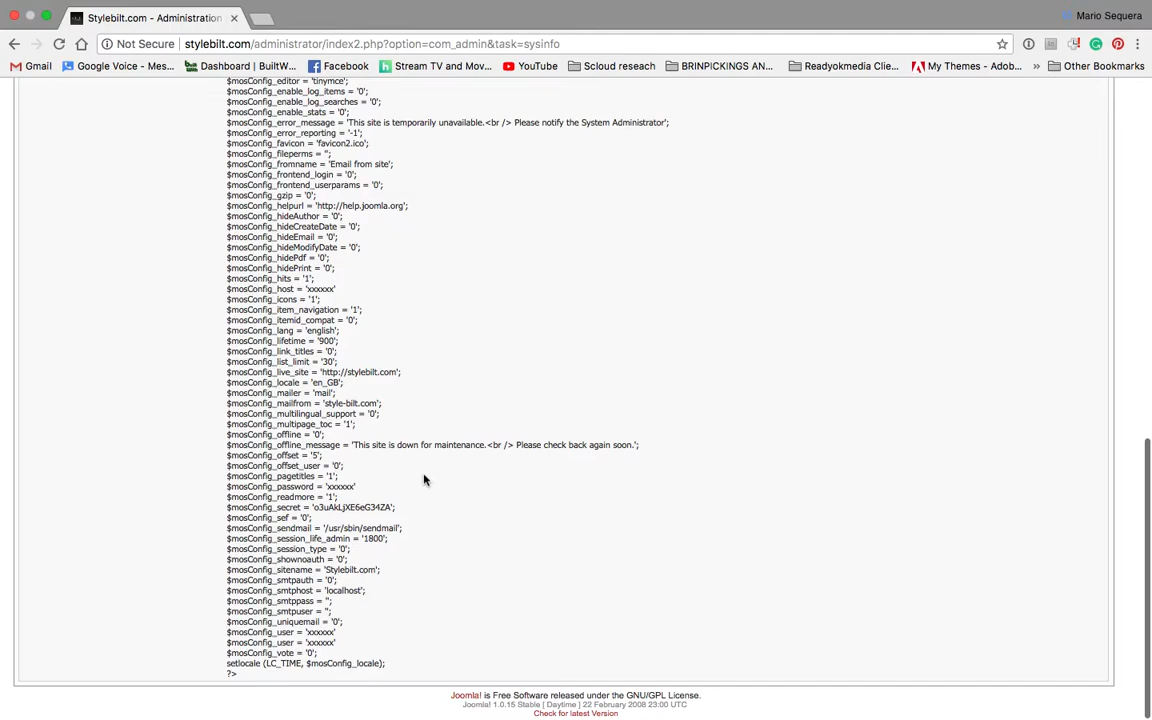 Stylebilt.com - Administration
Mario Sequera
Not Secure stylebilt.com/administrator/index2.php?option=com_admin&task=sysinfo
Gmail Google Voice - Mes... Dashboard | BuiltW... Facebook Stream TV and Mov... YouTube Scloud reseach BRINPICKINGS AN... Readyokmedia Clie... My Themes - Adob... » Other Bookmarks
$mosConfig_editor = 'tinymce';
$mosConfig_enable_log_items = '0';
$mosConfig_enable_log_searches = '0';
$mosConfig_enable_stats = '0';
$mosConfig_error_message = 'This site is temporarily unavailable.<br /> Please notify the System Administrator';
$mosConfig_error_reporting = '-1';
$mosConfig_favicon = 'favicon2.ico';
$mosConfig_fileperms = '';
$mosConfig_fromname = 'Email from site';
$mosConfig_frontend_login = '0';
$mosConfig_frontend_userparams = '0';
$mosConfig_gzip = '0';
$mosConfig_helpurl = 'http://help.joomla.org';
$mosConfig_hideAuthor = '0';
$mosConfig_hideCreateDate = '0';
$mosConfig_hideEmail = '0';
$mosConfig_hideModifyDate = '0';
$mosConfig_hidePdf = '0';
$mosConfig_hidePrint = '0';
$mosConfig_hits = '1';
$mosConfig_host = 'xxxxxx'
$mosConfig_icons = '1';
$mosConfig_item_navigation = '1';
$mosConfig_itemid_compat = '0';
$mosConfig_lang = 'english';
$mosConfig_lifetime = '900';
$mosConfig_link_titles = '0';
$mosConfig_list_limit = '30';
$mosConfig_live_site = 'http://stylebilt.com';
$mosConfig_locale = 'en_GB';
$mosConfig_mailer = 'mail';
$mosConfig_mailfrom = 'style-bilt.com';
$mosConfig_multilingual_support = '0';
$mosConfig_multipage_toc = '1';
$mosConfig_offline = '0';
$mosConfig_offline_message = 'This site is down for maintenance.<br /> Please check back again soon.';
$mosConfig_offset = '5';
$mosConfig_offset_user = '0';
$mosConfig_pagetitles = '1';
$mosConfig_password = 'xxxxxx'
$mosConfig_readmore = '1';
$mosConfig_secret = 'o3uAkLjXE6eG34ZA';
$mosConfig_sef = '0';
$mosConfig_sendmail = '/usr/sbin/sendmail';
$mosConfig_session_life_admin = '1800';
$mosConfig_session_type = '0';
$mosConfig_shownoauth = '0';
$mosConfig_sitename = 'Stylebilt.com';
$mosConfig_smtpauth = '0';
$mosConfig_smtphost = 'localhost';
$mosConfig_smtppass = '';
$mosConfig_smtpuser = '';
$mosConfig_uniquemail = '0';
$mosConfig_user = 'xxxxxx'
$mosConfig_user = 'xxxxxx'
$mosConfig_vote = '0';
setlocale (LC_TIME, $mosConfig_locale);
?>
Joomla! is Free Software released under the GNU/GPL License.
Joomla! 1.0.15 Stable [ Daytime ] 22 February 2008 23:00 UTC
Check for latest Version